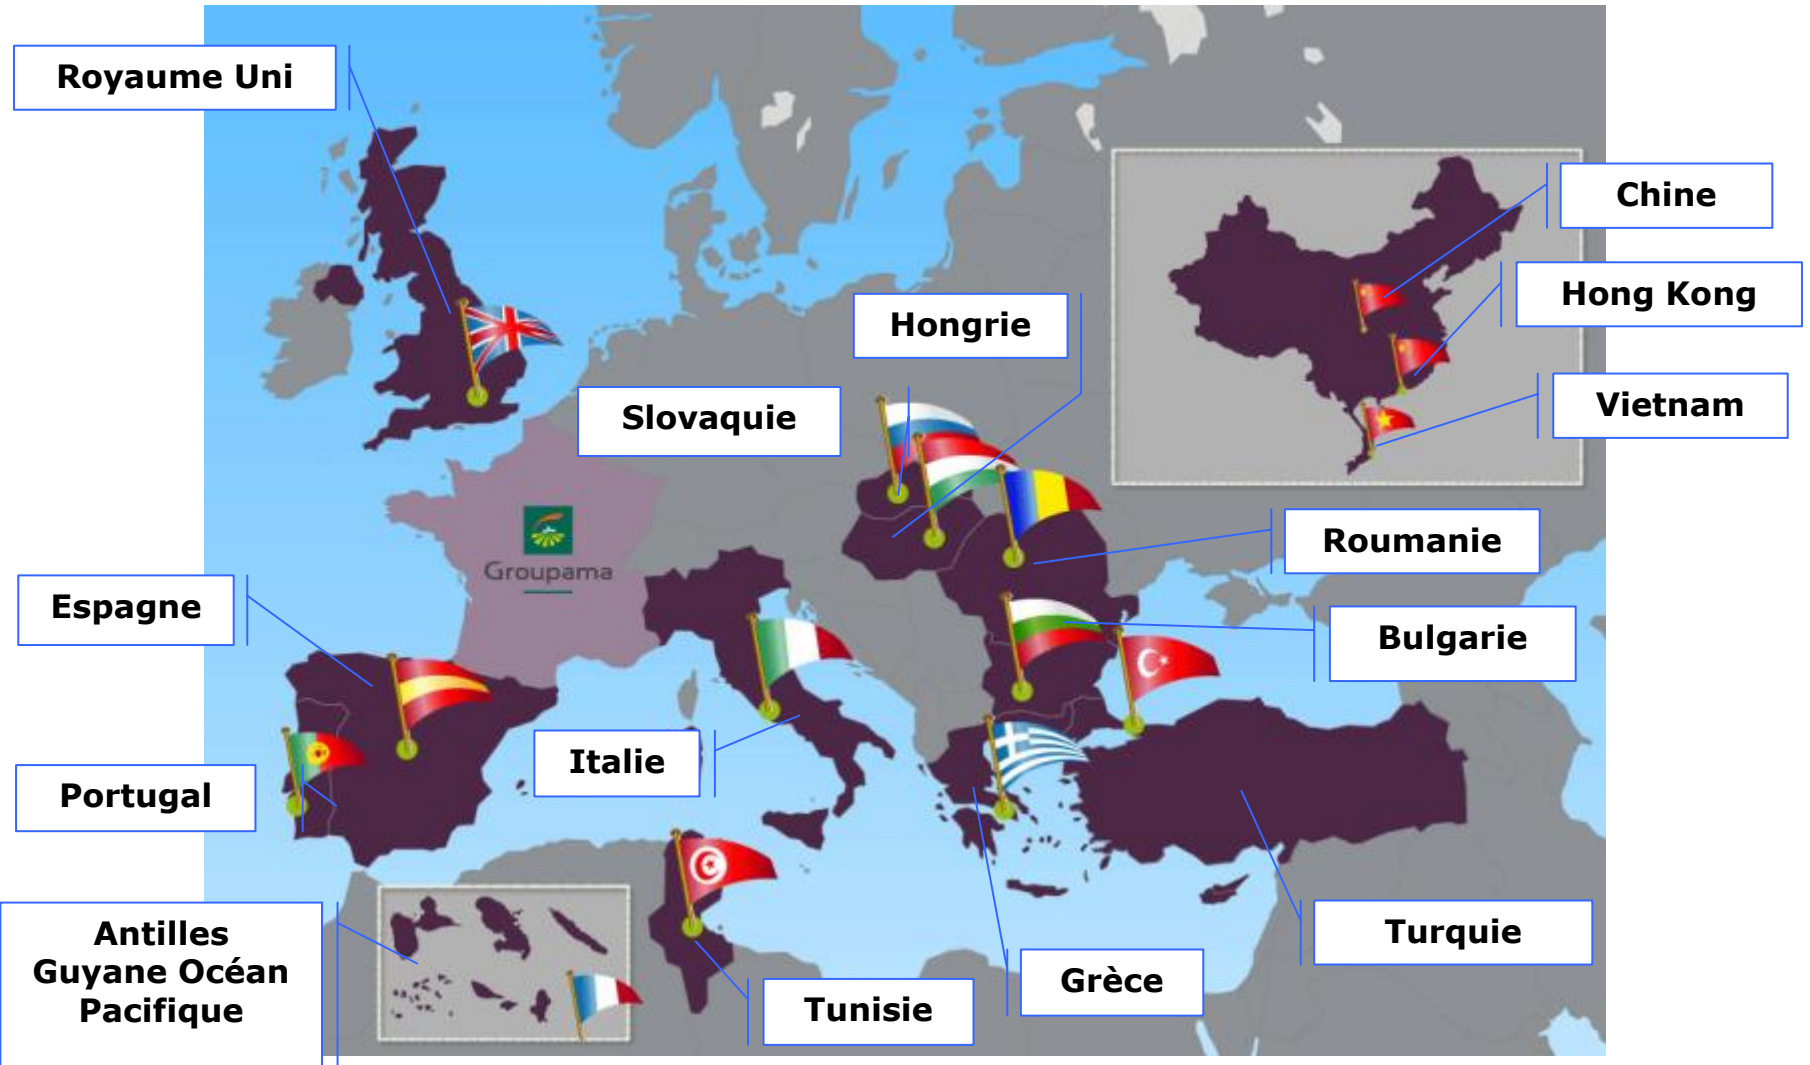 Royaume Uni
Chine
Hong Kong
Hongrie
Vietnam
Slovaquie
Roumanie
Groupama
Espagne
Bulgarie
Italie
Portugal
Antilles
Guyane Océan
Pacifique
Turquie
Grèce
Tunisie